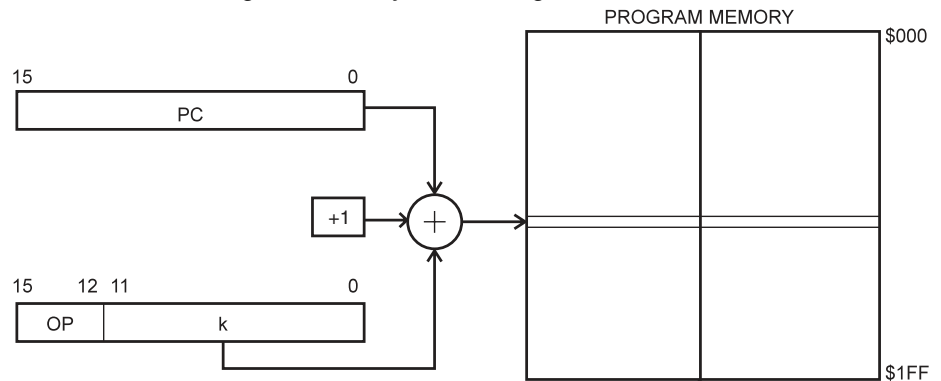 PROGRAM MEMORY
$000
15 0
PC
+1
15 12 11 0
OP k
$1FF